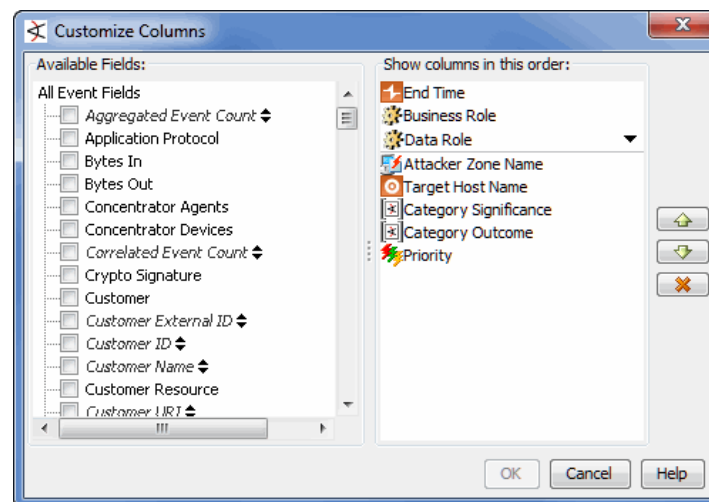 Customize Columns
Available Fields:
All Event Fields
Aggregated Event Count
Application Protocol
Bytes In
Bytes Out
Concentrator Agents
Concentrator Devices
Correlated Event Count
Crypto Signature
Customer
Customer External ID
Customer ID
Customer Name
Customer Resource
Customer URI
Show columns in this order:
End Time
Business Role
Data Role
Attacker Zone Name
Target Host Name
Category Significance
Category Outcome
Priority
OK Cancel Help